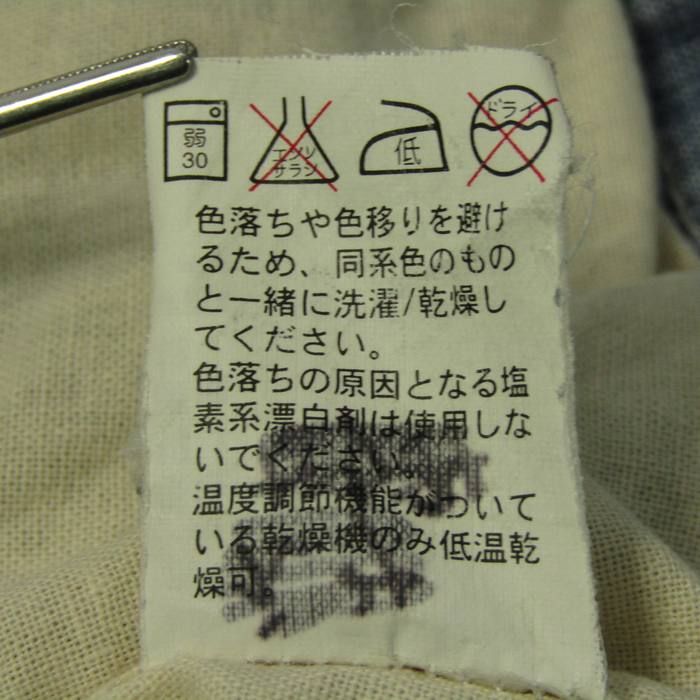 弱
30
エンソ
サラシ
低
ドライ
色落ちや色移りを避け
るため、同系色のもの
と一緒に洗濯/乾燥し
てください。
色落ちの原因となる塩
素系漂白剤は使用しな
いでください。
温度調節機能がついて
いる乾燥機のみ低温乾
燥可。